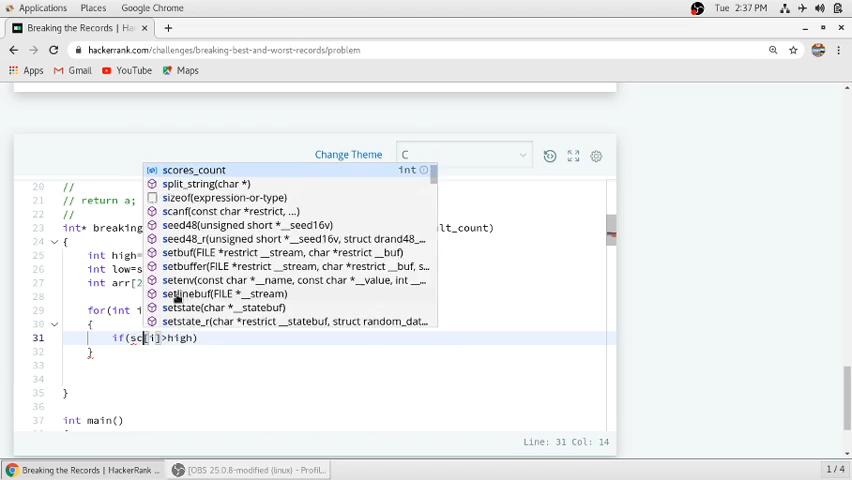 Applications Places Google Chrome Tue 2:37 PM
Breaking the Records | Ha
hackerrank.com/challenges/breaking-best-and-worst-records/problem
Apps Gmail YouTube Maps
Change Theme C
scores_count int
20 //
split_string(char *)
21 // return a;
sizeof(expression-or-type)
22 //
scanf(const char *restrict, ...)
23 int* breaking
seed48(unsigned short *__seed16v)
ult_count)
24 {
seed48_r(unsigned short *__seed16v, struct drand48_…
25 int high=
setbuf(FILE *restrict __stream, char *restrict __buf)
26 int low=s
setbuffer(FILE *restrict __stream, char *restrict __buf, s…
27 int arr[2
setenv(const char *__name, const char *__value, int __…
28
setlinebuf(FILE *__stream)
29 for(int i
setstate(char *__statebuf)
30 {
setstate_r(char *restrict __statebuf, struct random_dat…
31 if(sc[i]>high)
32 }
33
34
35 }
36
37 int main()
Line: 31 Col: 14
Breaking the Records | HackerRank ... [OBS 25.0.8-modified (linux) - Profil... 1 / 4